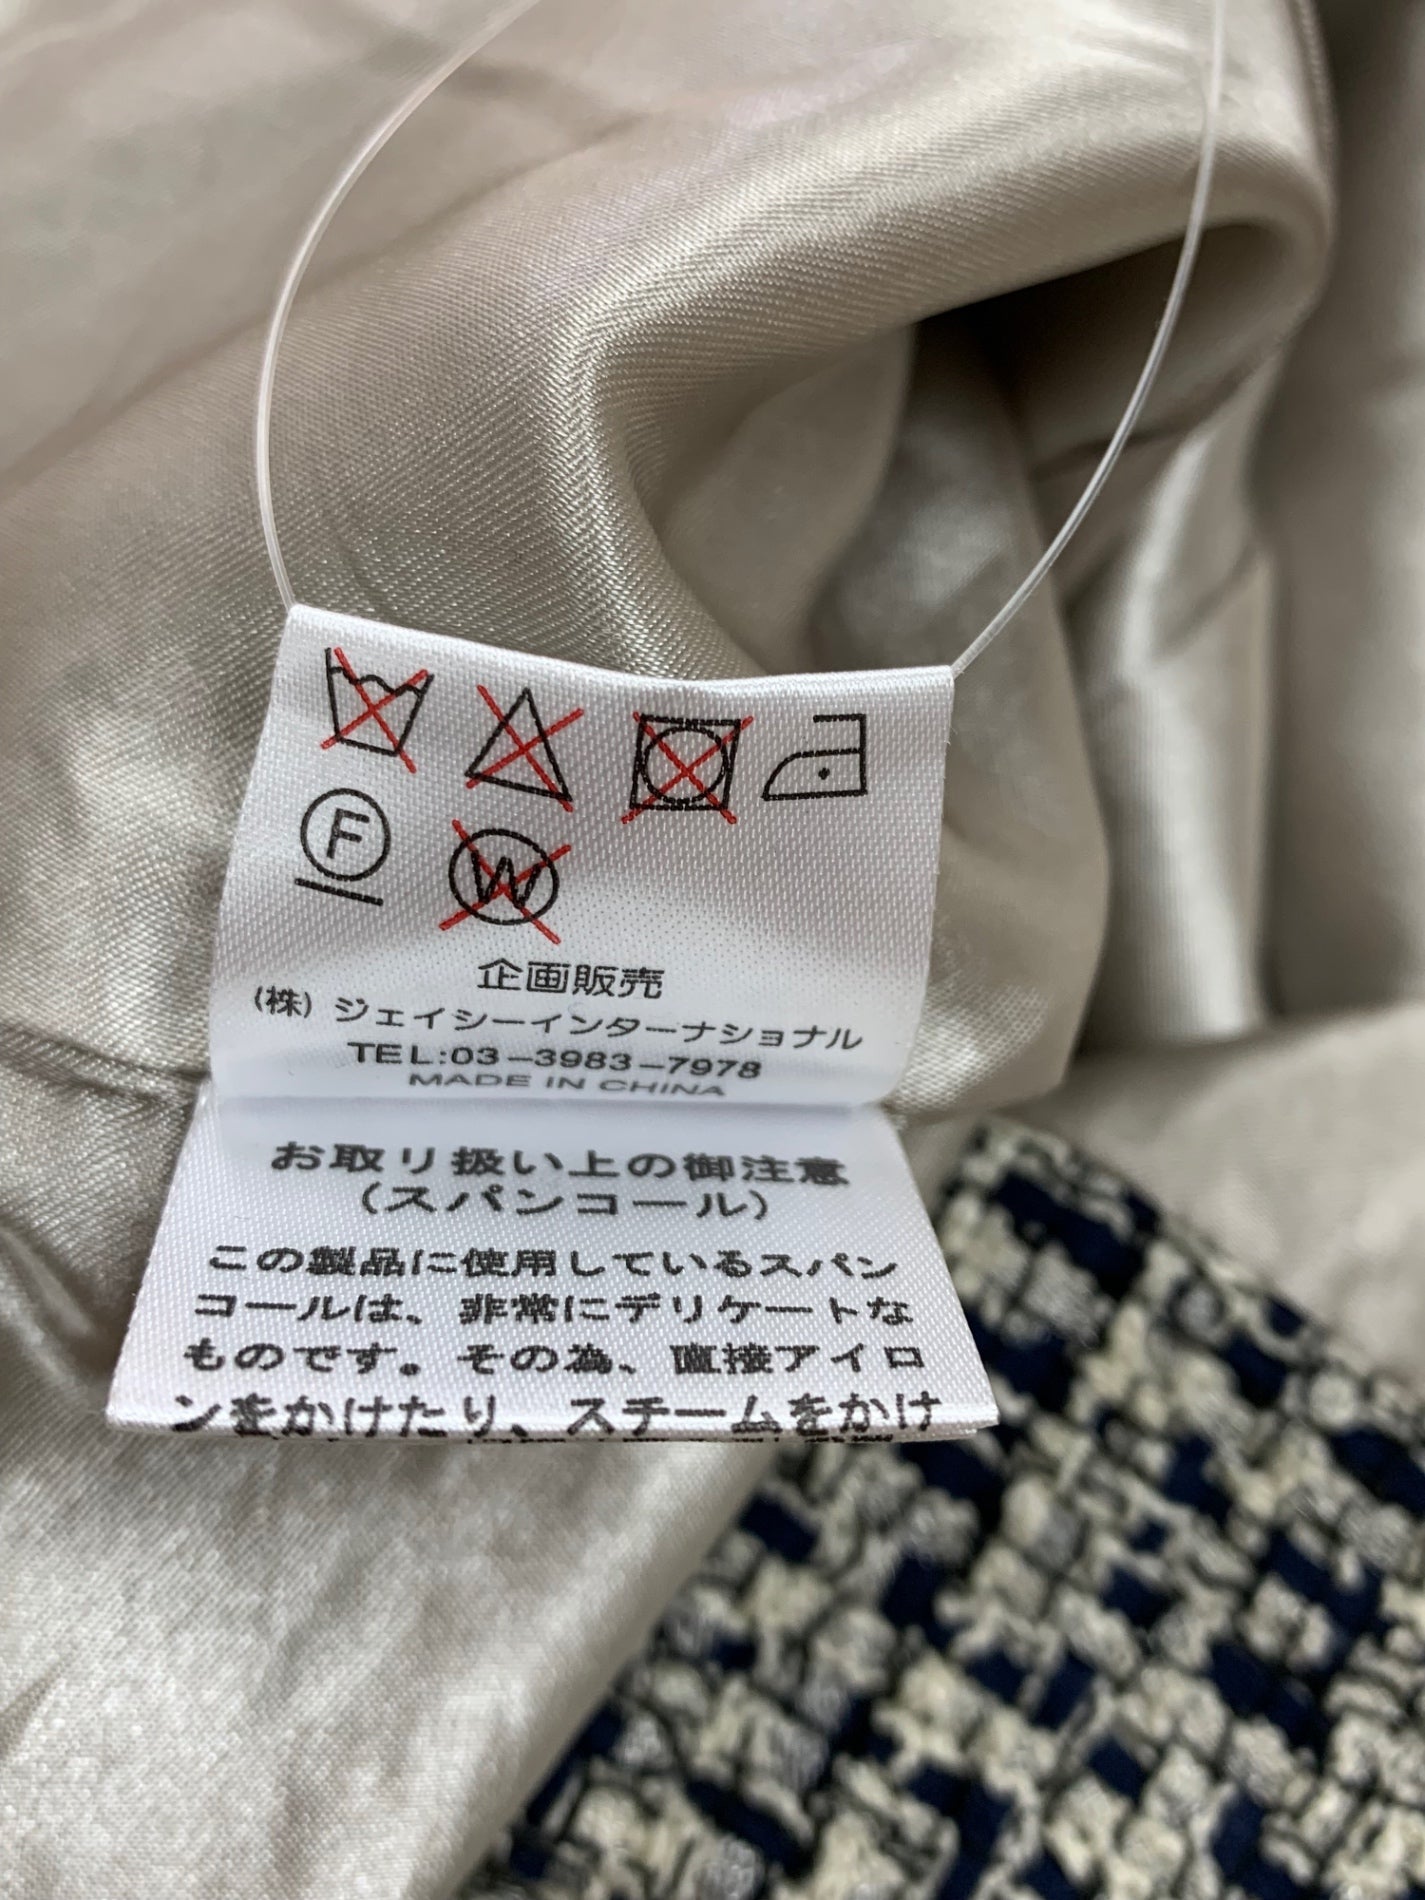 F W
企画販売
(株) ジェイシーインターナショナル
TEL:03-3983-7978
MADE IN CHINA
お取り扱い上の御注意
(スパンコール)
この製品に使用しているスパン
コールは、非常にデリケートな
ものです。その為、直接アイロ
ンをかけたり、スチームをかけ